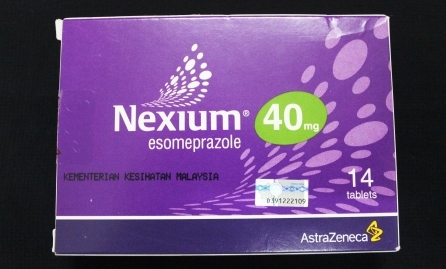 Nexium® 40mg
esomeprazole
KEMENTERIAN KESIHATAN MALAYSIA
14
tablets
AstraZeneca